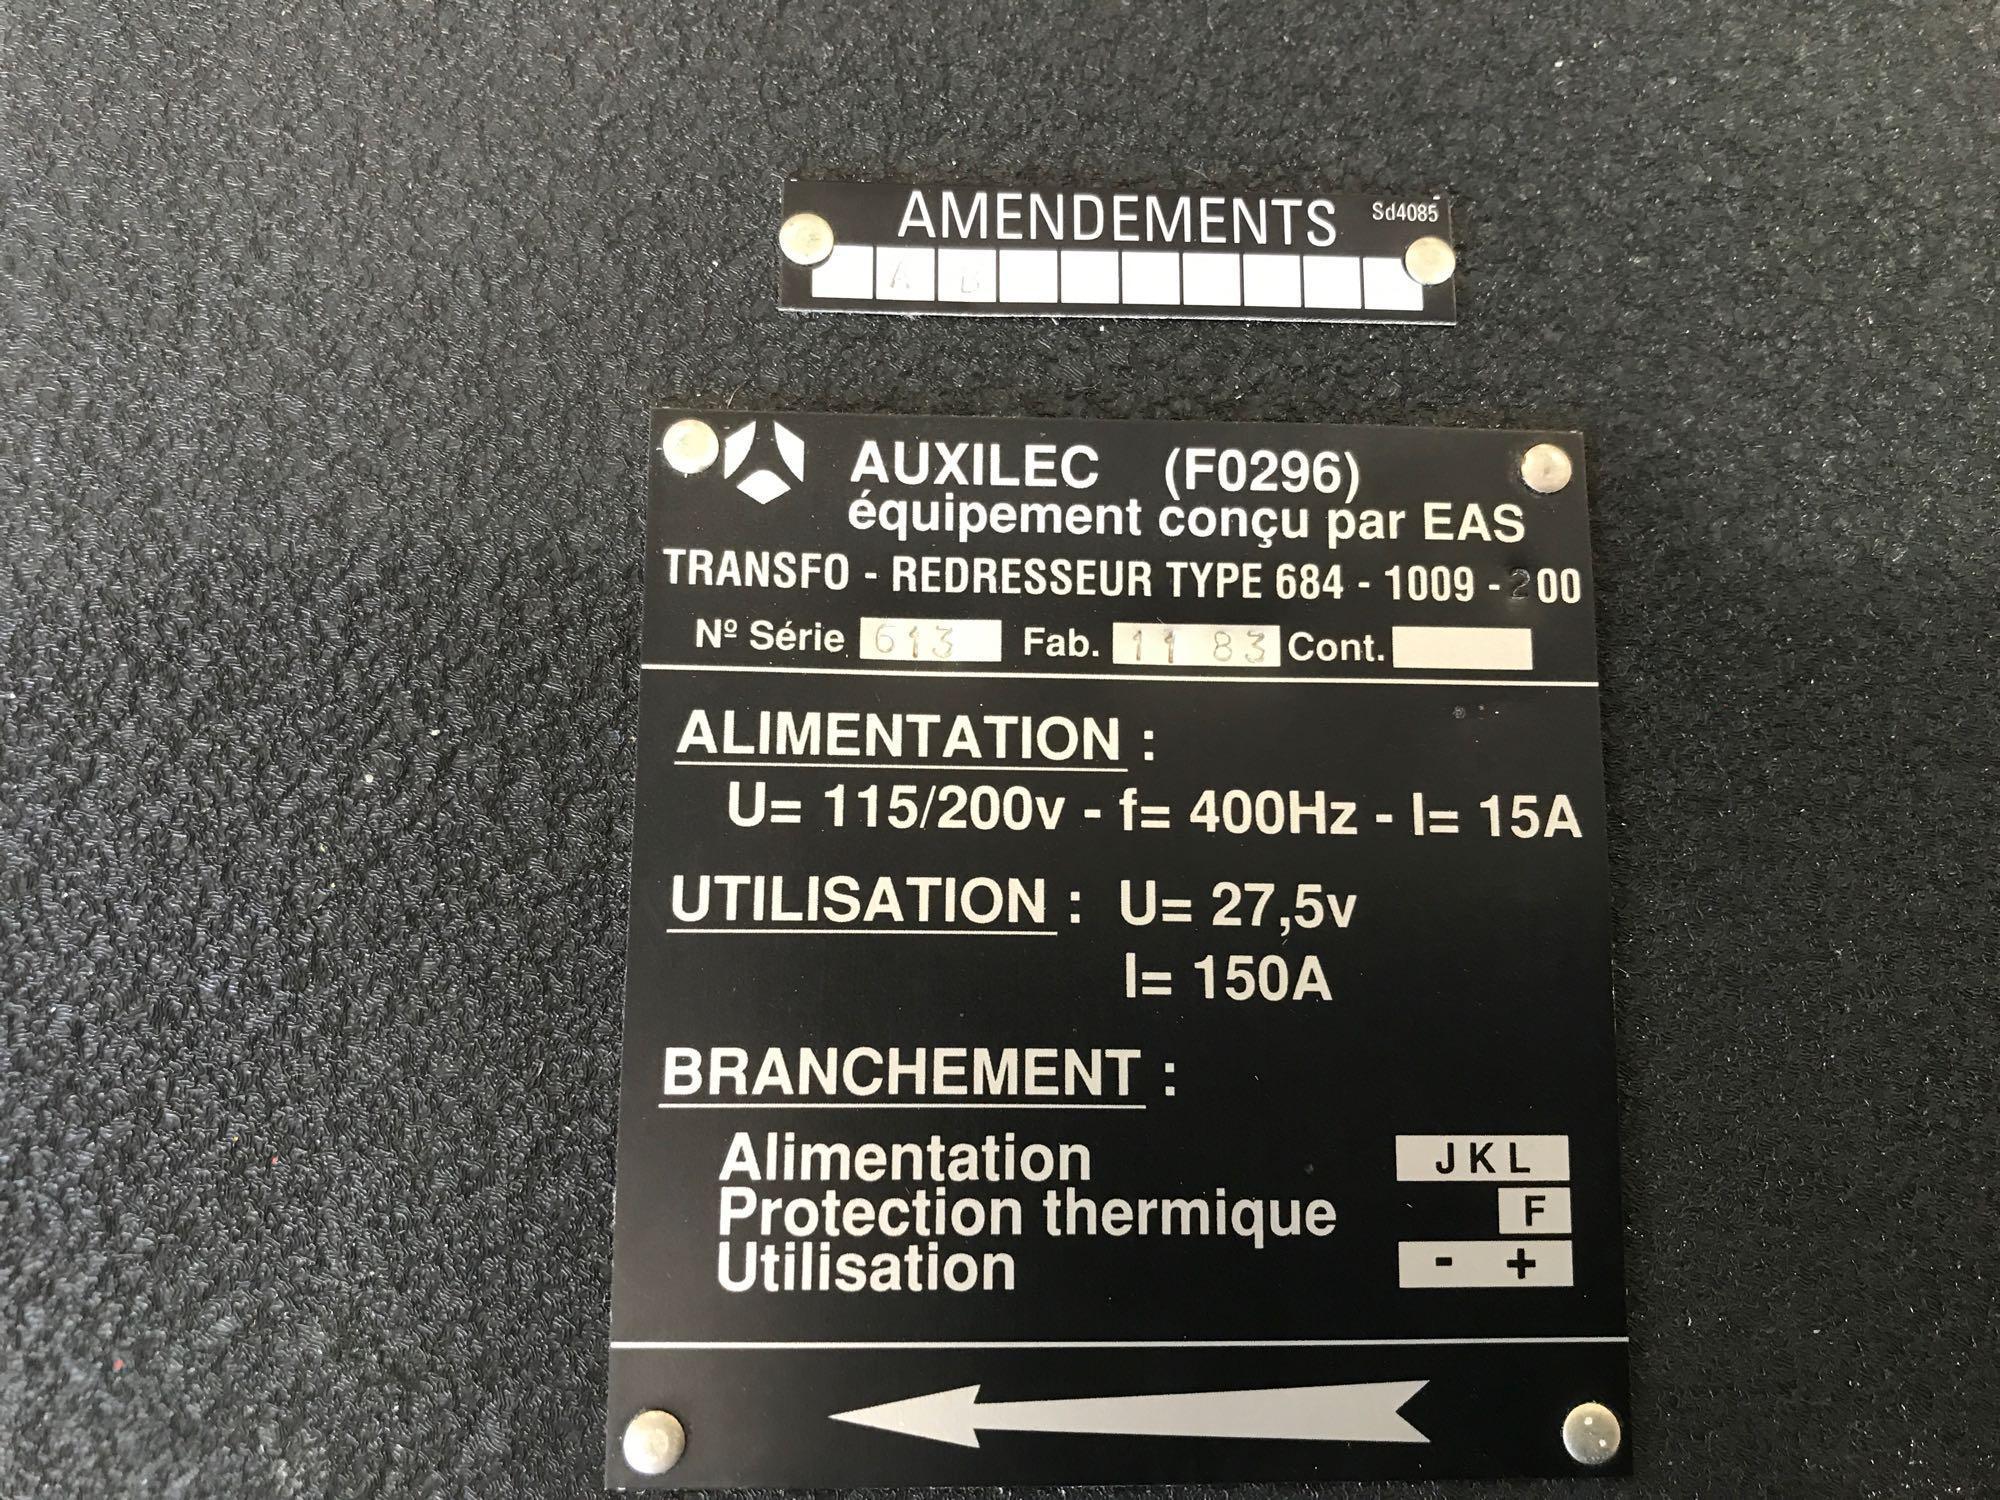 AMENDEMENTS Sd4085
A B
AUXILEC (F0296)
équipement conçu par EAS
TRANSFO - REDRESSEUR TYPE 684 - 1009 - 200
Nº Série 613 Fab. 11 83 Cont.
ALIMENTATION :
U= 115/200v - f= 400Hz - I= 15A
UTILISATION : U= 27,5v
I= 150A
BRANCHEMENT :
Alimentation J K L
Protection thermique F
Utilisation - +